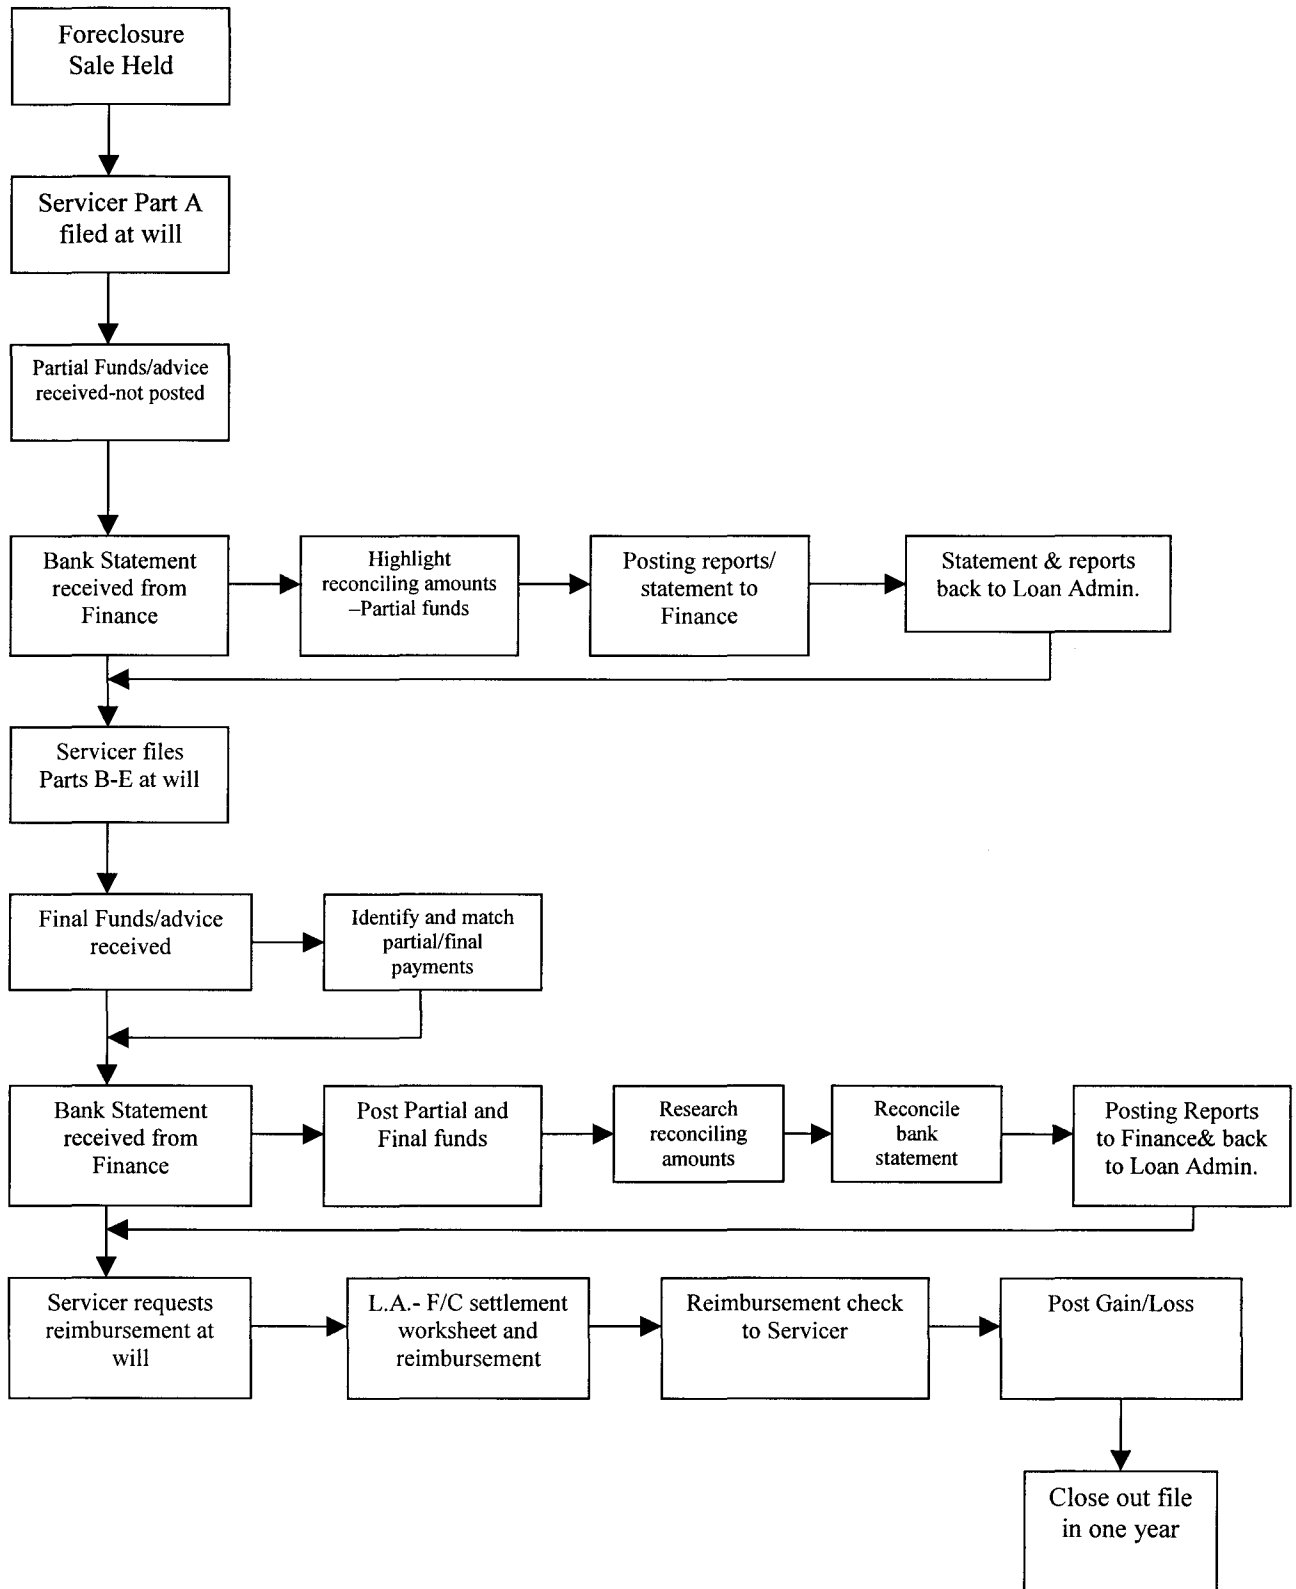 Foreclosure
Sale Held
Servicer Part A
filed at will
Partial Funds/advice
received-not posted
Bank Statement
received from
Finance
Highlight
reconciling amounts
–Partial funds
Posting reports/
statement to
Finance
Statement & reports
back to Loan Admin.
Servicer files
Parts B-E at will
Final Funds/advice
received
Identify and match
partial/final
payments
Bank Statement
received from
Finance
Post Partial and
Final funds
Research
reconciling
amounts
Reconcile
bank
statement
Posting Reports
to Finance& back
to Loan Admin.
Servicer requests
reimbursement at
will
L.A.- F/C settlement
worksheet and
reimbursement
Reimbursement check
to Servicer
Post Gain/Loss
Close out file
in one year